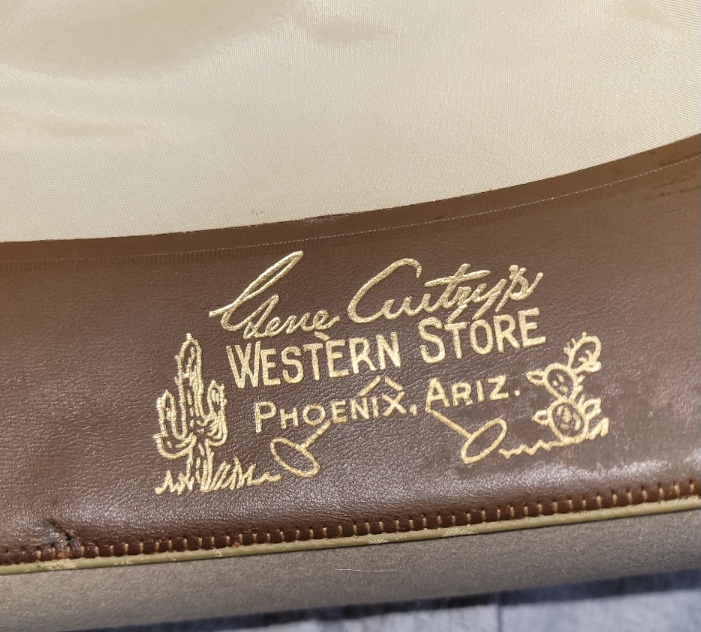 Gene Autry's
WESTERN STORE
PHOENIX, ARIZ.